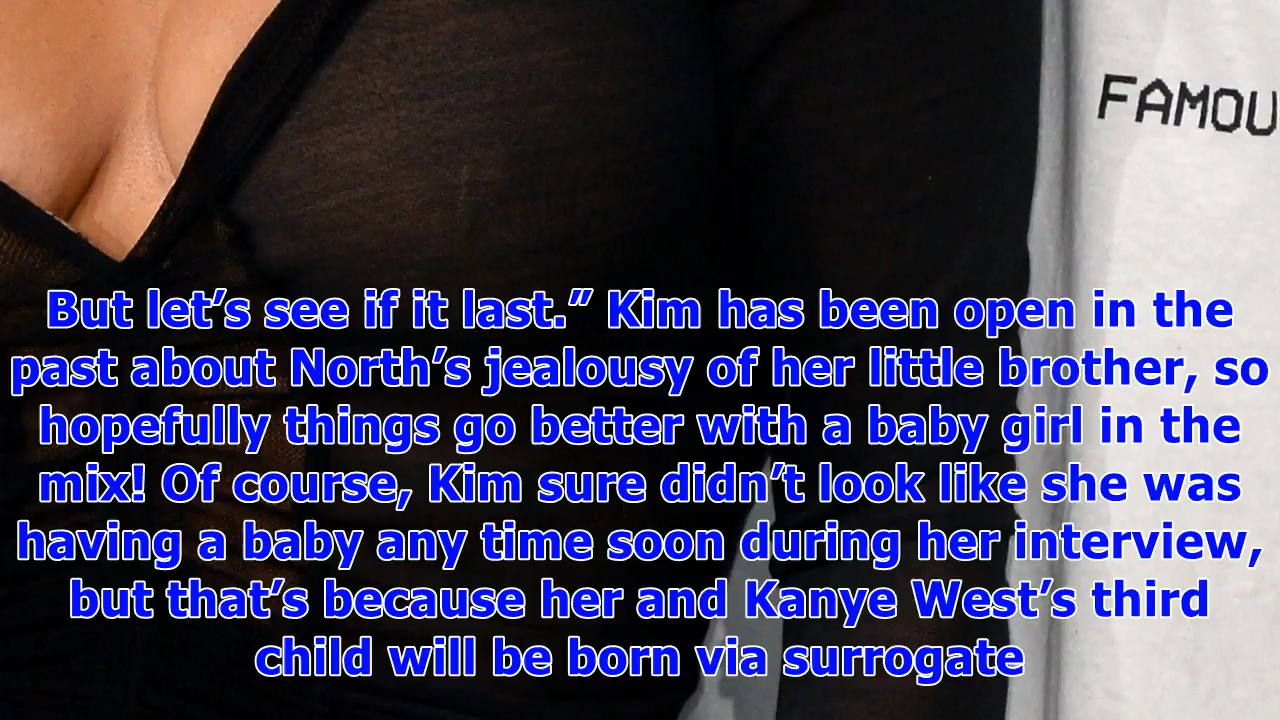 FAMOU
But let’s see if it last.” Kim has been open in the
past about North’s jealousy of her little brother, so
hopefully things go better with a baby girl in the
mix! Of course, Kim sure didn’t look like she was
having a baby any time soon during her interview,
but that’s because her and Kanye West’s third
child will be born via surrogate